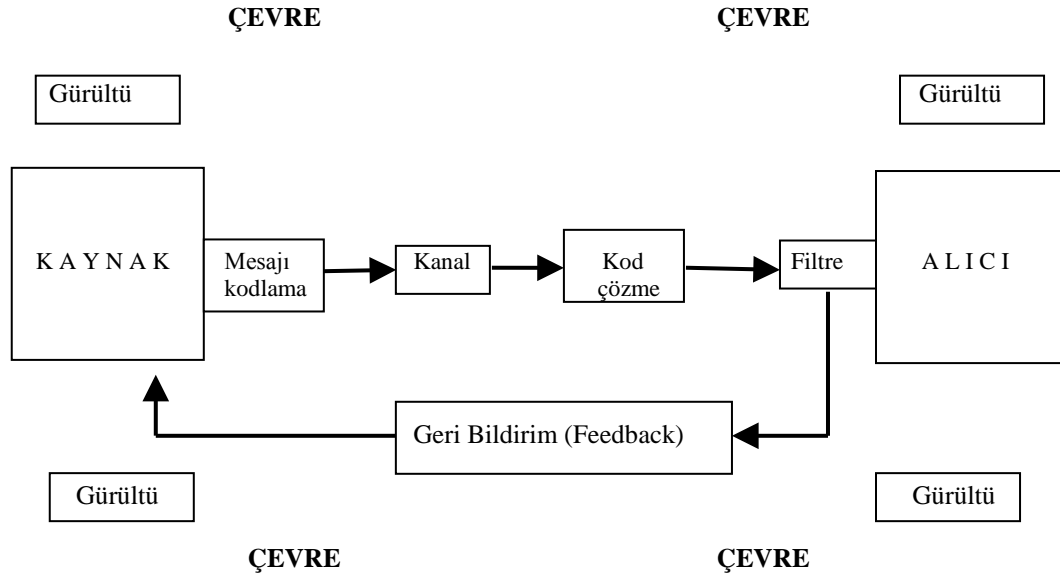 ÇEVRE
ÇEVRE
Gürültü
Gürültü
K A Y N A K
Mesajı
kodlama
Kanal
Kod
çözme
Filtre
A L I C I
Geri Bildirim (Feedback)
Gürültü
Gürültü
ÇEVRE
ÇEVRE